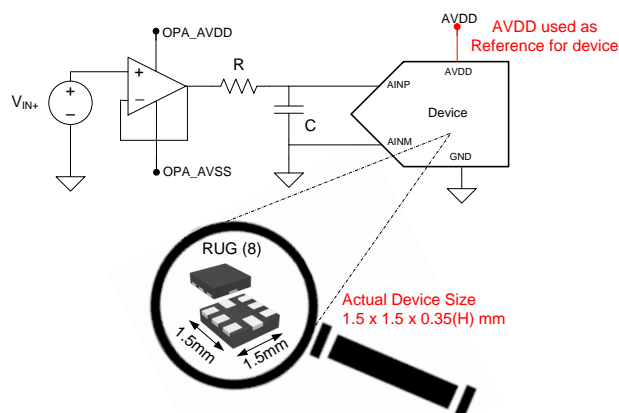 OPA_AVDD
AVDD
AVDD used as
Reference for device
R
+
AINP
AVDD
VIN+
+
−
−
Device
C
AINM
GND
OPA_AVSS
RUG (8)
Actual Device Size
1.5 x 1.5 x 0.35(H) mm
1.5mm
1.5mm